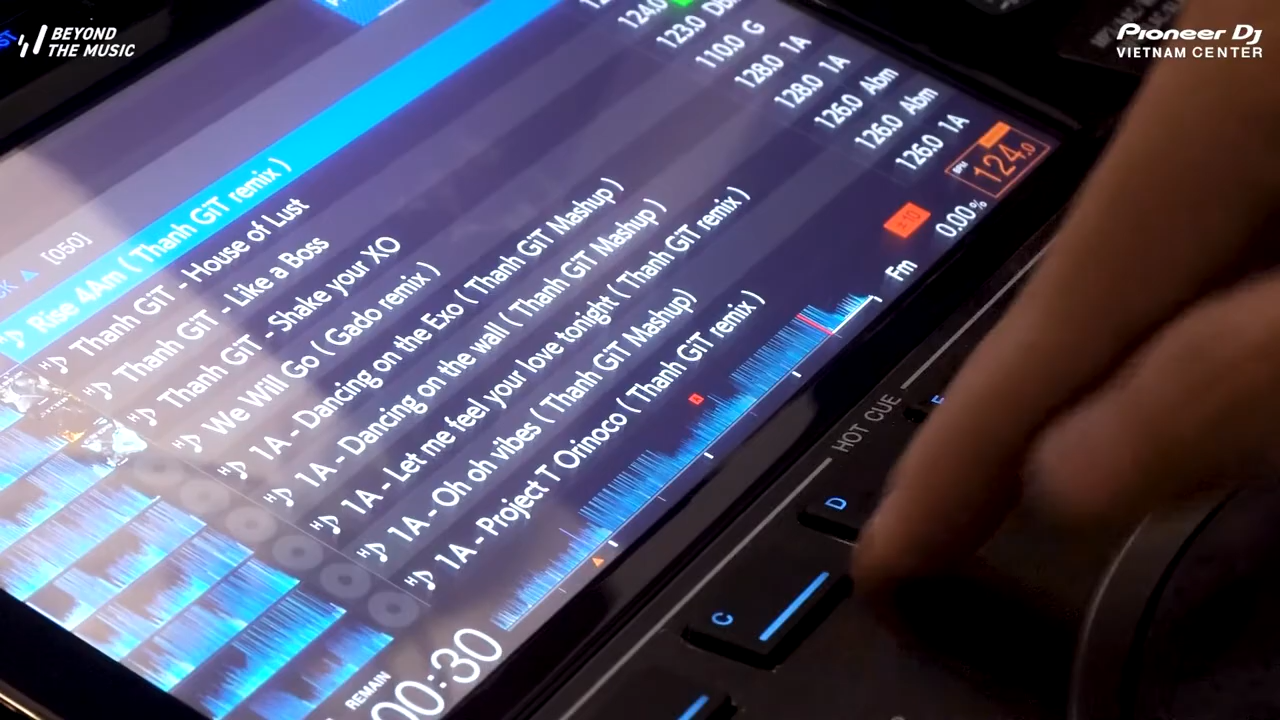 BEYOND
THE MUSIC
Pioneer Dj
VIETNAM CENTER
[050]
Rise 4Am ( Thanh GiT remix )
Thanh GiT - House of Lust
Thanh GiT - Like a Boss
Thanh GiT - Shake your XO
We Will Go ( Gado remix )
1A - Dancing on the Exo ( Thanh GiT Mashup )
1A - Dancing on the wall ( Thanh GiT Mashup )
1A - Let me feel your love tonight ( Thanh GiT remix )
1A - Oh oh vibes ( Thanh GiT Mashup)
1A - Project T Orinoco ( Thanh GiT remix )
124.0
123.0
110.0 G
128.0 1A
128.0 1A
126.0 Abm
126.0 Abm
126.0 1A
BPM
124.0
±10
0.00%
Fm
REMAIN
00:30
HOT CUE
E
D
C